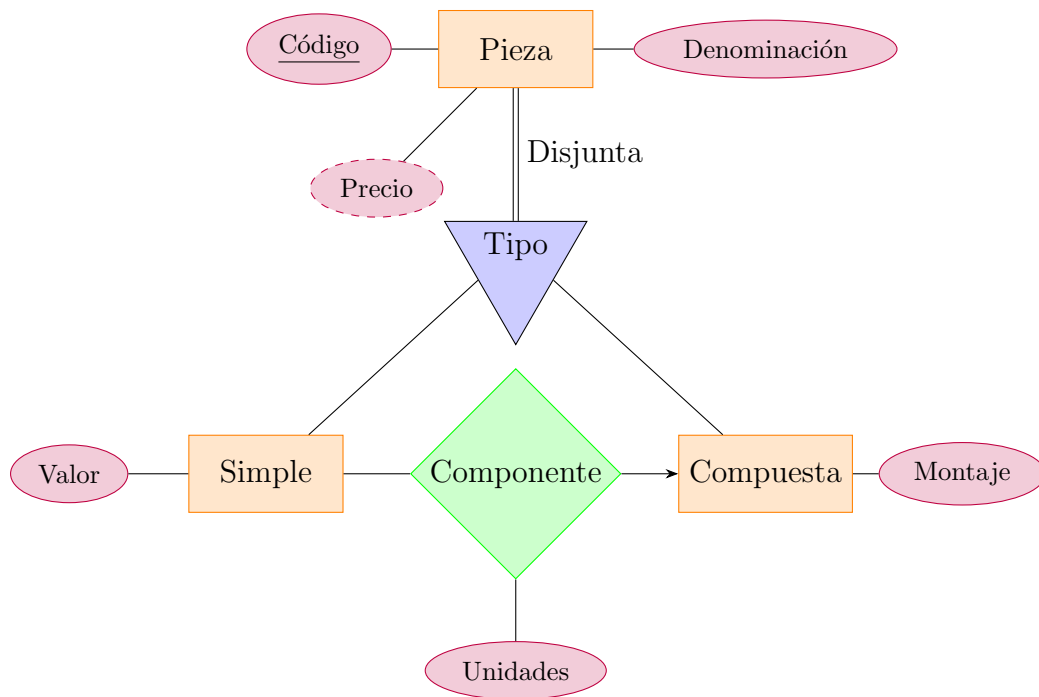 Código
Pieza
Denominación
Disjunta
Precio
Tipo
Valor
Simple
Componente
Compuesta
Montaje
Unidades